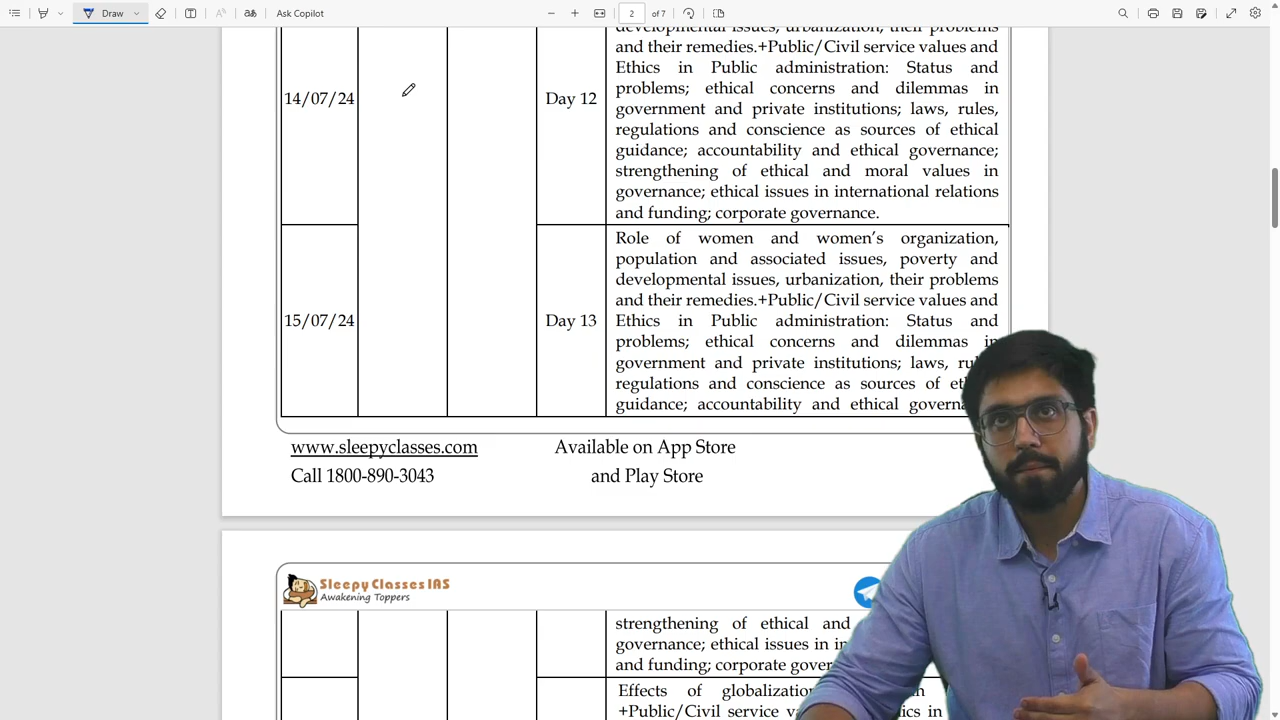 Draw
Ask Copilot
2 of 7
developmental issues, urbanization, their problems
and their remedies.+Public/Civil service values and
Ethics in Public administration: Status and
problems; ethical concerns and dilemmas in
government and private institutions; laws, rules,
regulations and conscience as sources of ethical
guidance; accountability and ethical governance;
strengthening of ethical and moral values in
governance; ethical issues in international relations
and funding; corporate governance.
14/07/24
Day 12
Role of women and women's organization,
population and associated issues, poverty and
developmental issues, urbanization, their problems
and their remedies.+Public/Civil service values and
Ethics in Public administration: Status and
problems; ethical concerns and dilemmas in
government and private institutions; laws,
regulations and conscience as sources of
guidance; accountability and ethical
15/07/24
Day 13
www.sleepyclasses.com
Available on App Store
Call 1800-890-3043
and Play Store
Sleepy Classes IAS
Awakening Toppers
strengthening of ethical and
governance; ethical issues in
and funding; corporate
Effects of
+Public/Civil service